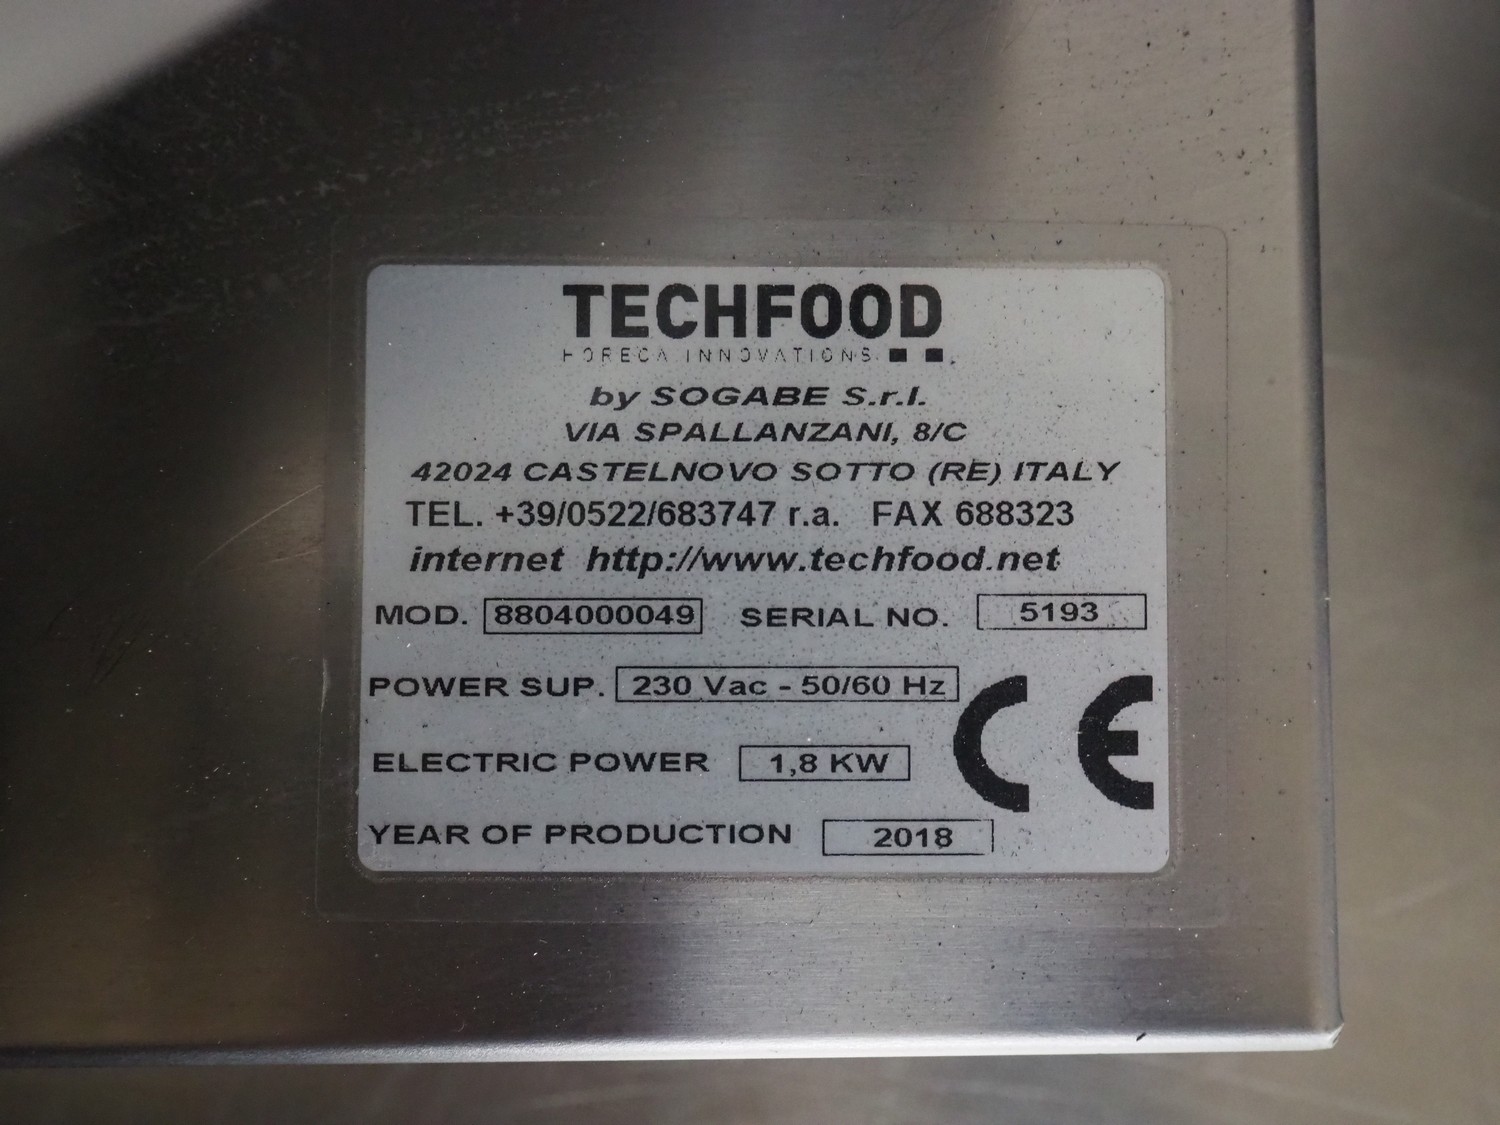 TECHFOOD
HORECA INNOVATIONS
by SOGABE S.r.l.
VIA SPALLANZANI, 8/C
42024 CASTELNOVO SOTTO (RE) ITALY
TEL. +39/0522/683747 r.a. FAX 688323
internet http://www.techfood.net
MOD. 8804000049 SERIAL NO. 5193
POWER SUP. 230 Vac - 50/60 Hz
CE
ELECTRIC POWER 1,8 KW
YEAR OF PRODUCTION 2018